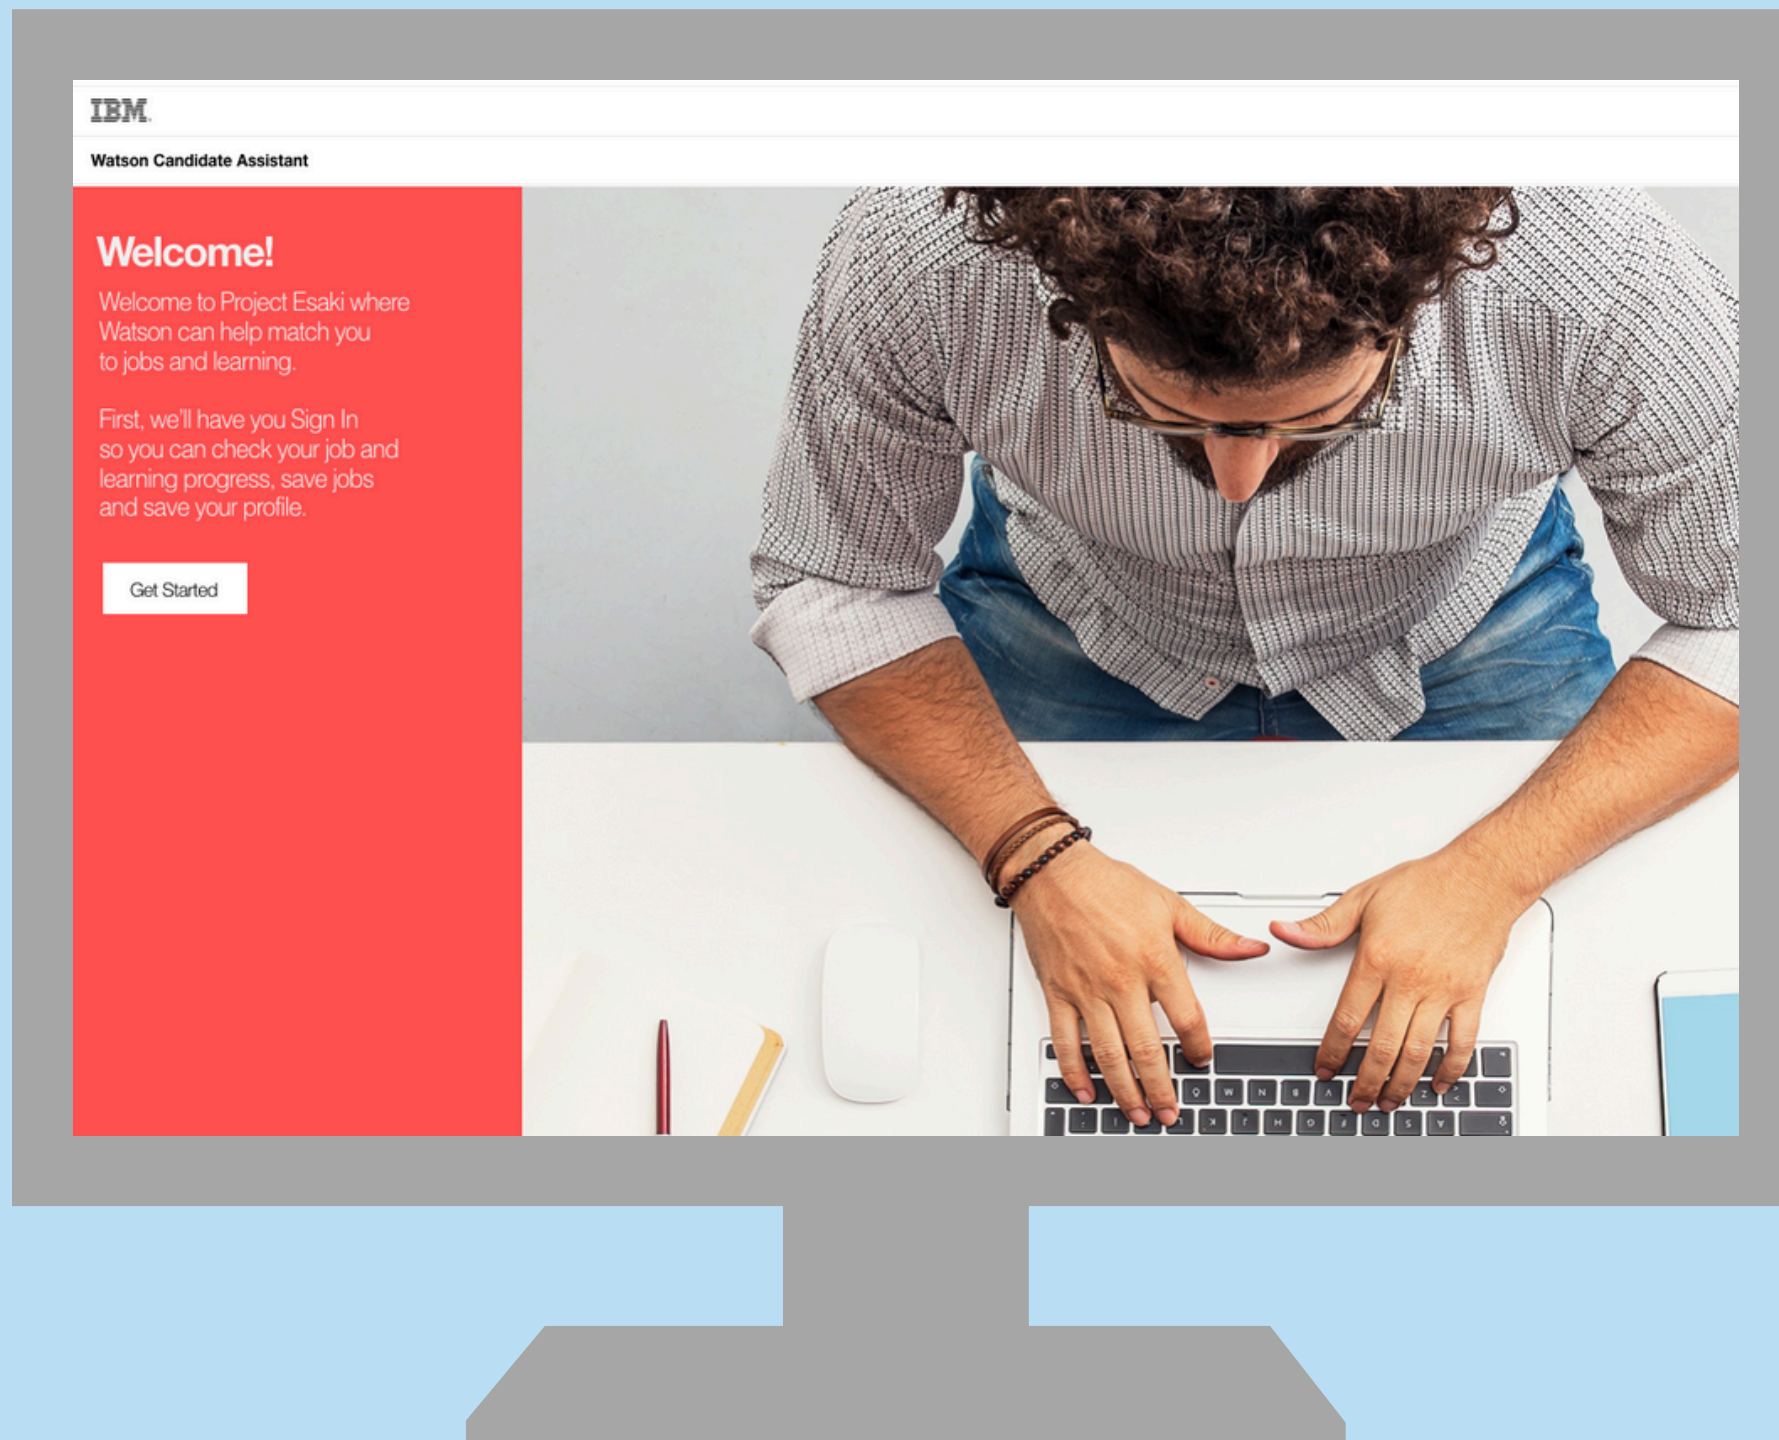 IBM.
Watson Candidate Assistant
Welcome!
Welcome to Project Esaki where
Watson can help match you
to jobs and learning.
First, we'll have you Sign In
so you can check your job and
learning progress, save jobs
and save your profile.
Get Started
Ö M N B V Z
L K J H G F D S A